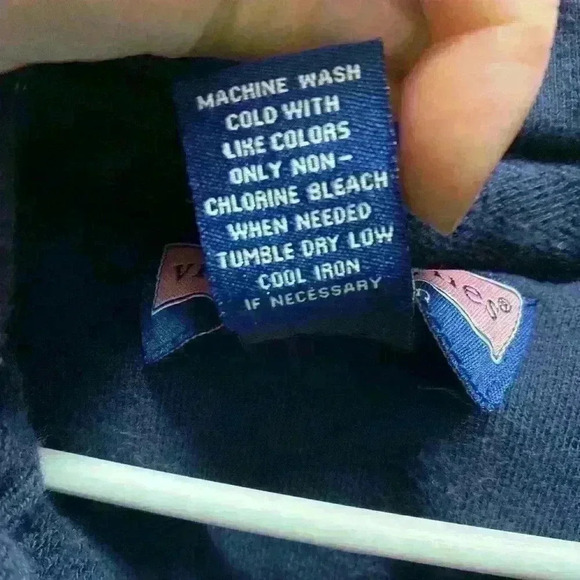 MACHINE WASH
COLD WITH
LIKE COLORS
ONLY NON-
CHLORINE BLEACH
WHEN NEEDED
TUMBLE DRY LOW
COOL IRON
IF NECESSARY